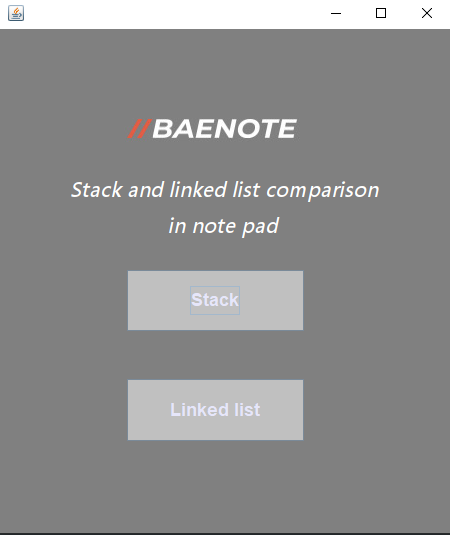 //BAENOTE
Stack and linked list comparison
in note pad
Stack
Linked list